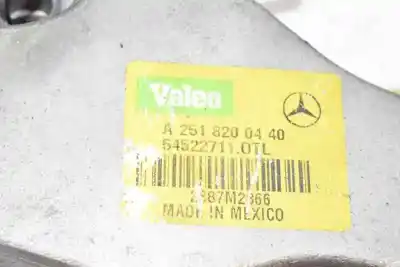 Valeo
A 251 820 04 40
54522711.OTL
2387M2366
MADE IN MEXICO